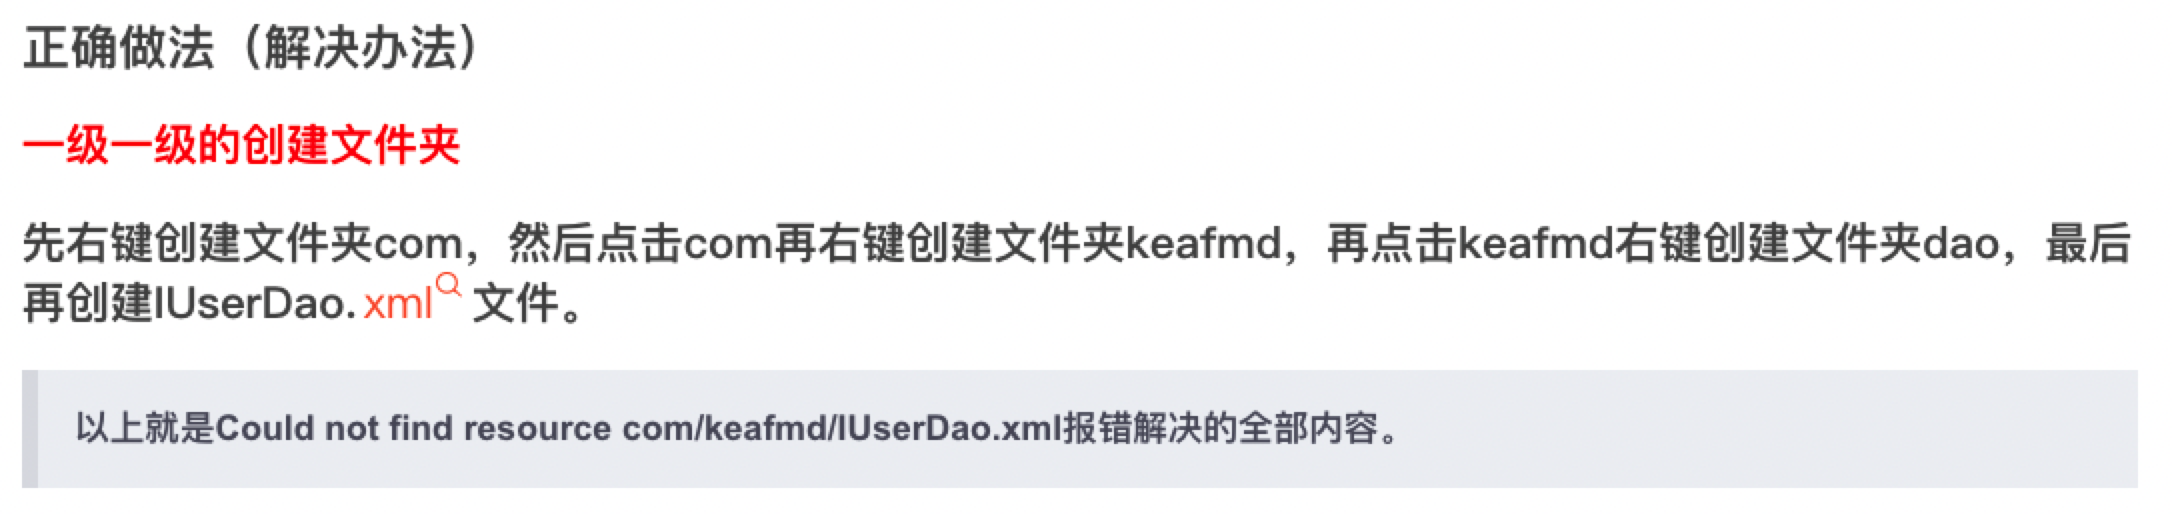 正确做法（解决办法）
一级一级的创建文件夹
先右键创建文件夹com，然后点击com再右键创建文件夹keafmd，再点击keafmd右键创建文件夹dao，最后
再创建IUserDao.xml 文件。
以上就是Could not find resource com/keafmd/IUserDao.xml报错解决的全部内容。